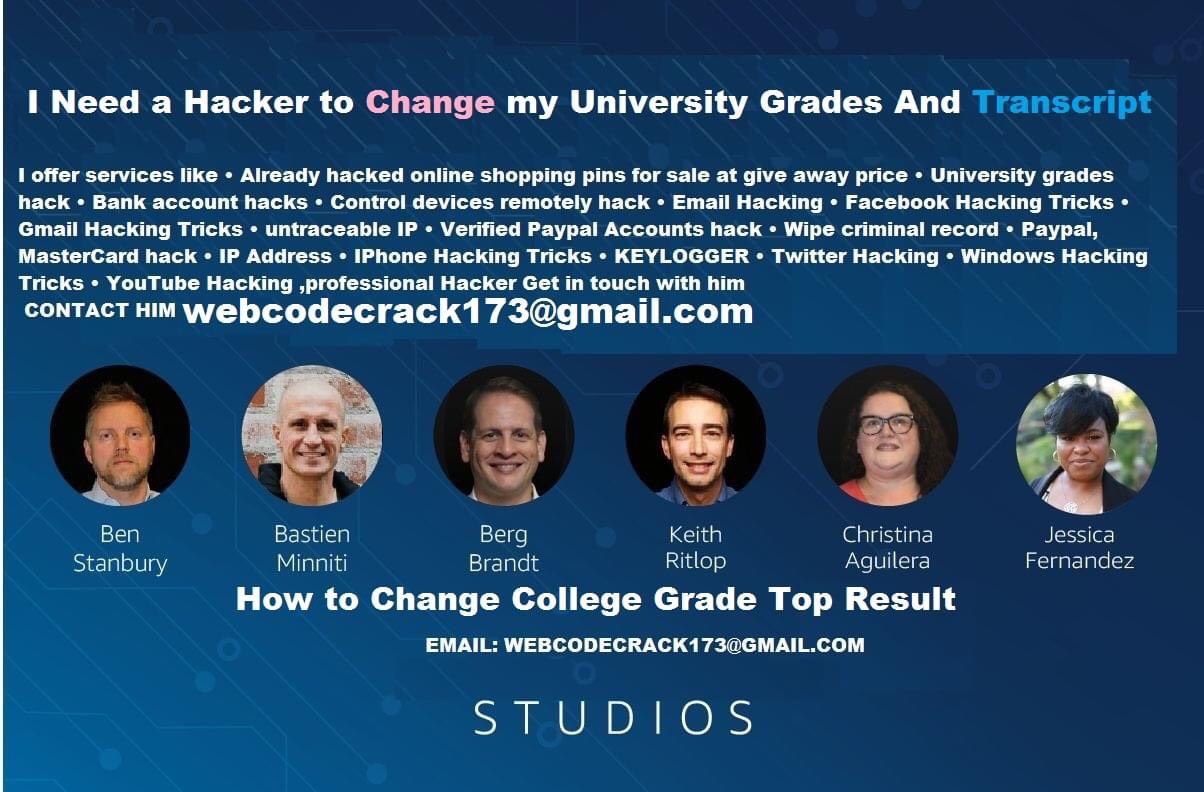 I Need a Hacker to Change my University Grades And Transcript
I offer services like • Already hacked online shopping pins for sale at give away price • University grades
hack • Bank account hacks • Control devices remotely hack • Email Hacking • Facebook Hacking Tricks •
Gmail Hacking Tricks • untraceable IP • Verified Paypal Accounts hack • Wipe criminal record • Paypal,
MasterCard hack • IP Address • IPhone Hacking Tricks • KEYLOGGER • Twitter Hacking • Windows Hacking
Tricks • YouTube Hacking ,professional Hacker Get in touch with him
CONTACT HIM webcodecrack173@gmail.com
Ben
Stanbury
Bastien
Minniti
Berg
Brandt
Keith
Ritlop
Christina
Aguilera
Jessica
Fernandez
How to Change College Grade Top Result
EMAIL: WEBCODECRACK173@GMAIL.COM
STUDIOS